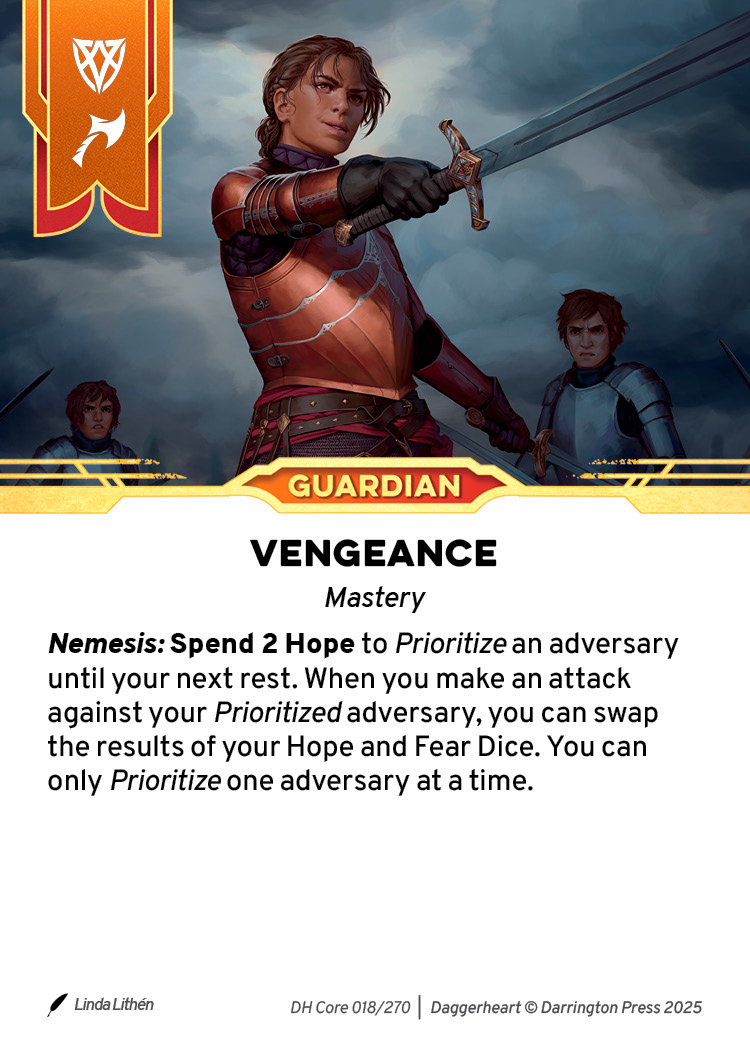 GUARDIAN
VENGEANCE
Mastery
Nemesis: Spend 2 Hope to Prioritize an adversary
until your next rest. When you make an attack
against your Prioritized adversary, you can swap
the results of your Hope and Fear Dice. You can
only Prioritize one adversary at a time.
Linda Lithén
DH Core 018/270 | Daggerheart © Darrington Press 2025